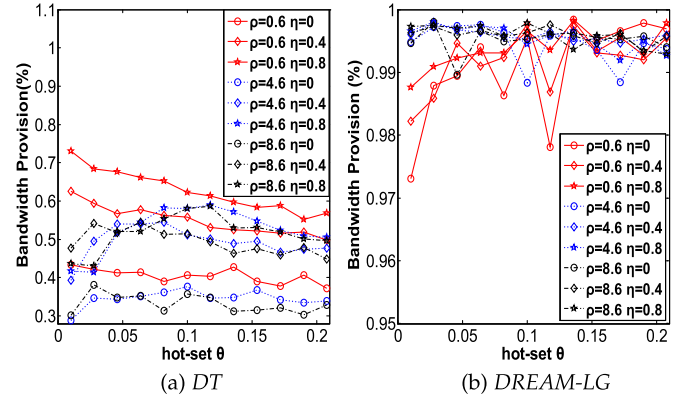 1.1
1
0.9
0.8
0.7
0.6
0.5
0.4
0.3
0
0.05
0.1
0.15
0.2
Bandwidth Provision(%)
hot-set θ
ρ=0.6 η=0
ρ=0.6 η=0.4
ρ=0.6 η=0.8
ρ=4.6 η=0
ρ=4.6 η=0.4
ρ=4.6 η=0.8
ρ=8.6 η=0
ρ=8.6 η=0.4
ρ=8.6 η=0.8
(a) DT
1
0.99
0.98
0.97
0.96
0.95
0
0.05
0.1
0.15
0.2
Bandwidth Provision (%)
hot-set θ
ρ=0.6 η=0
ρ=0.6 η=0.4
ρ=0.6 η=0.8
ρ=4.6 η=0
ρ=4.6 η=0.4
ρ=4.6 η=0.8
ρ=8.6 η=0
ρ=8.6 η=0.4
ρ=8.6 η=0.8
(b) DREAM-LG